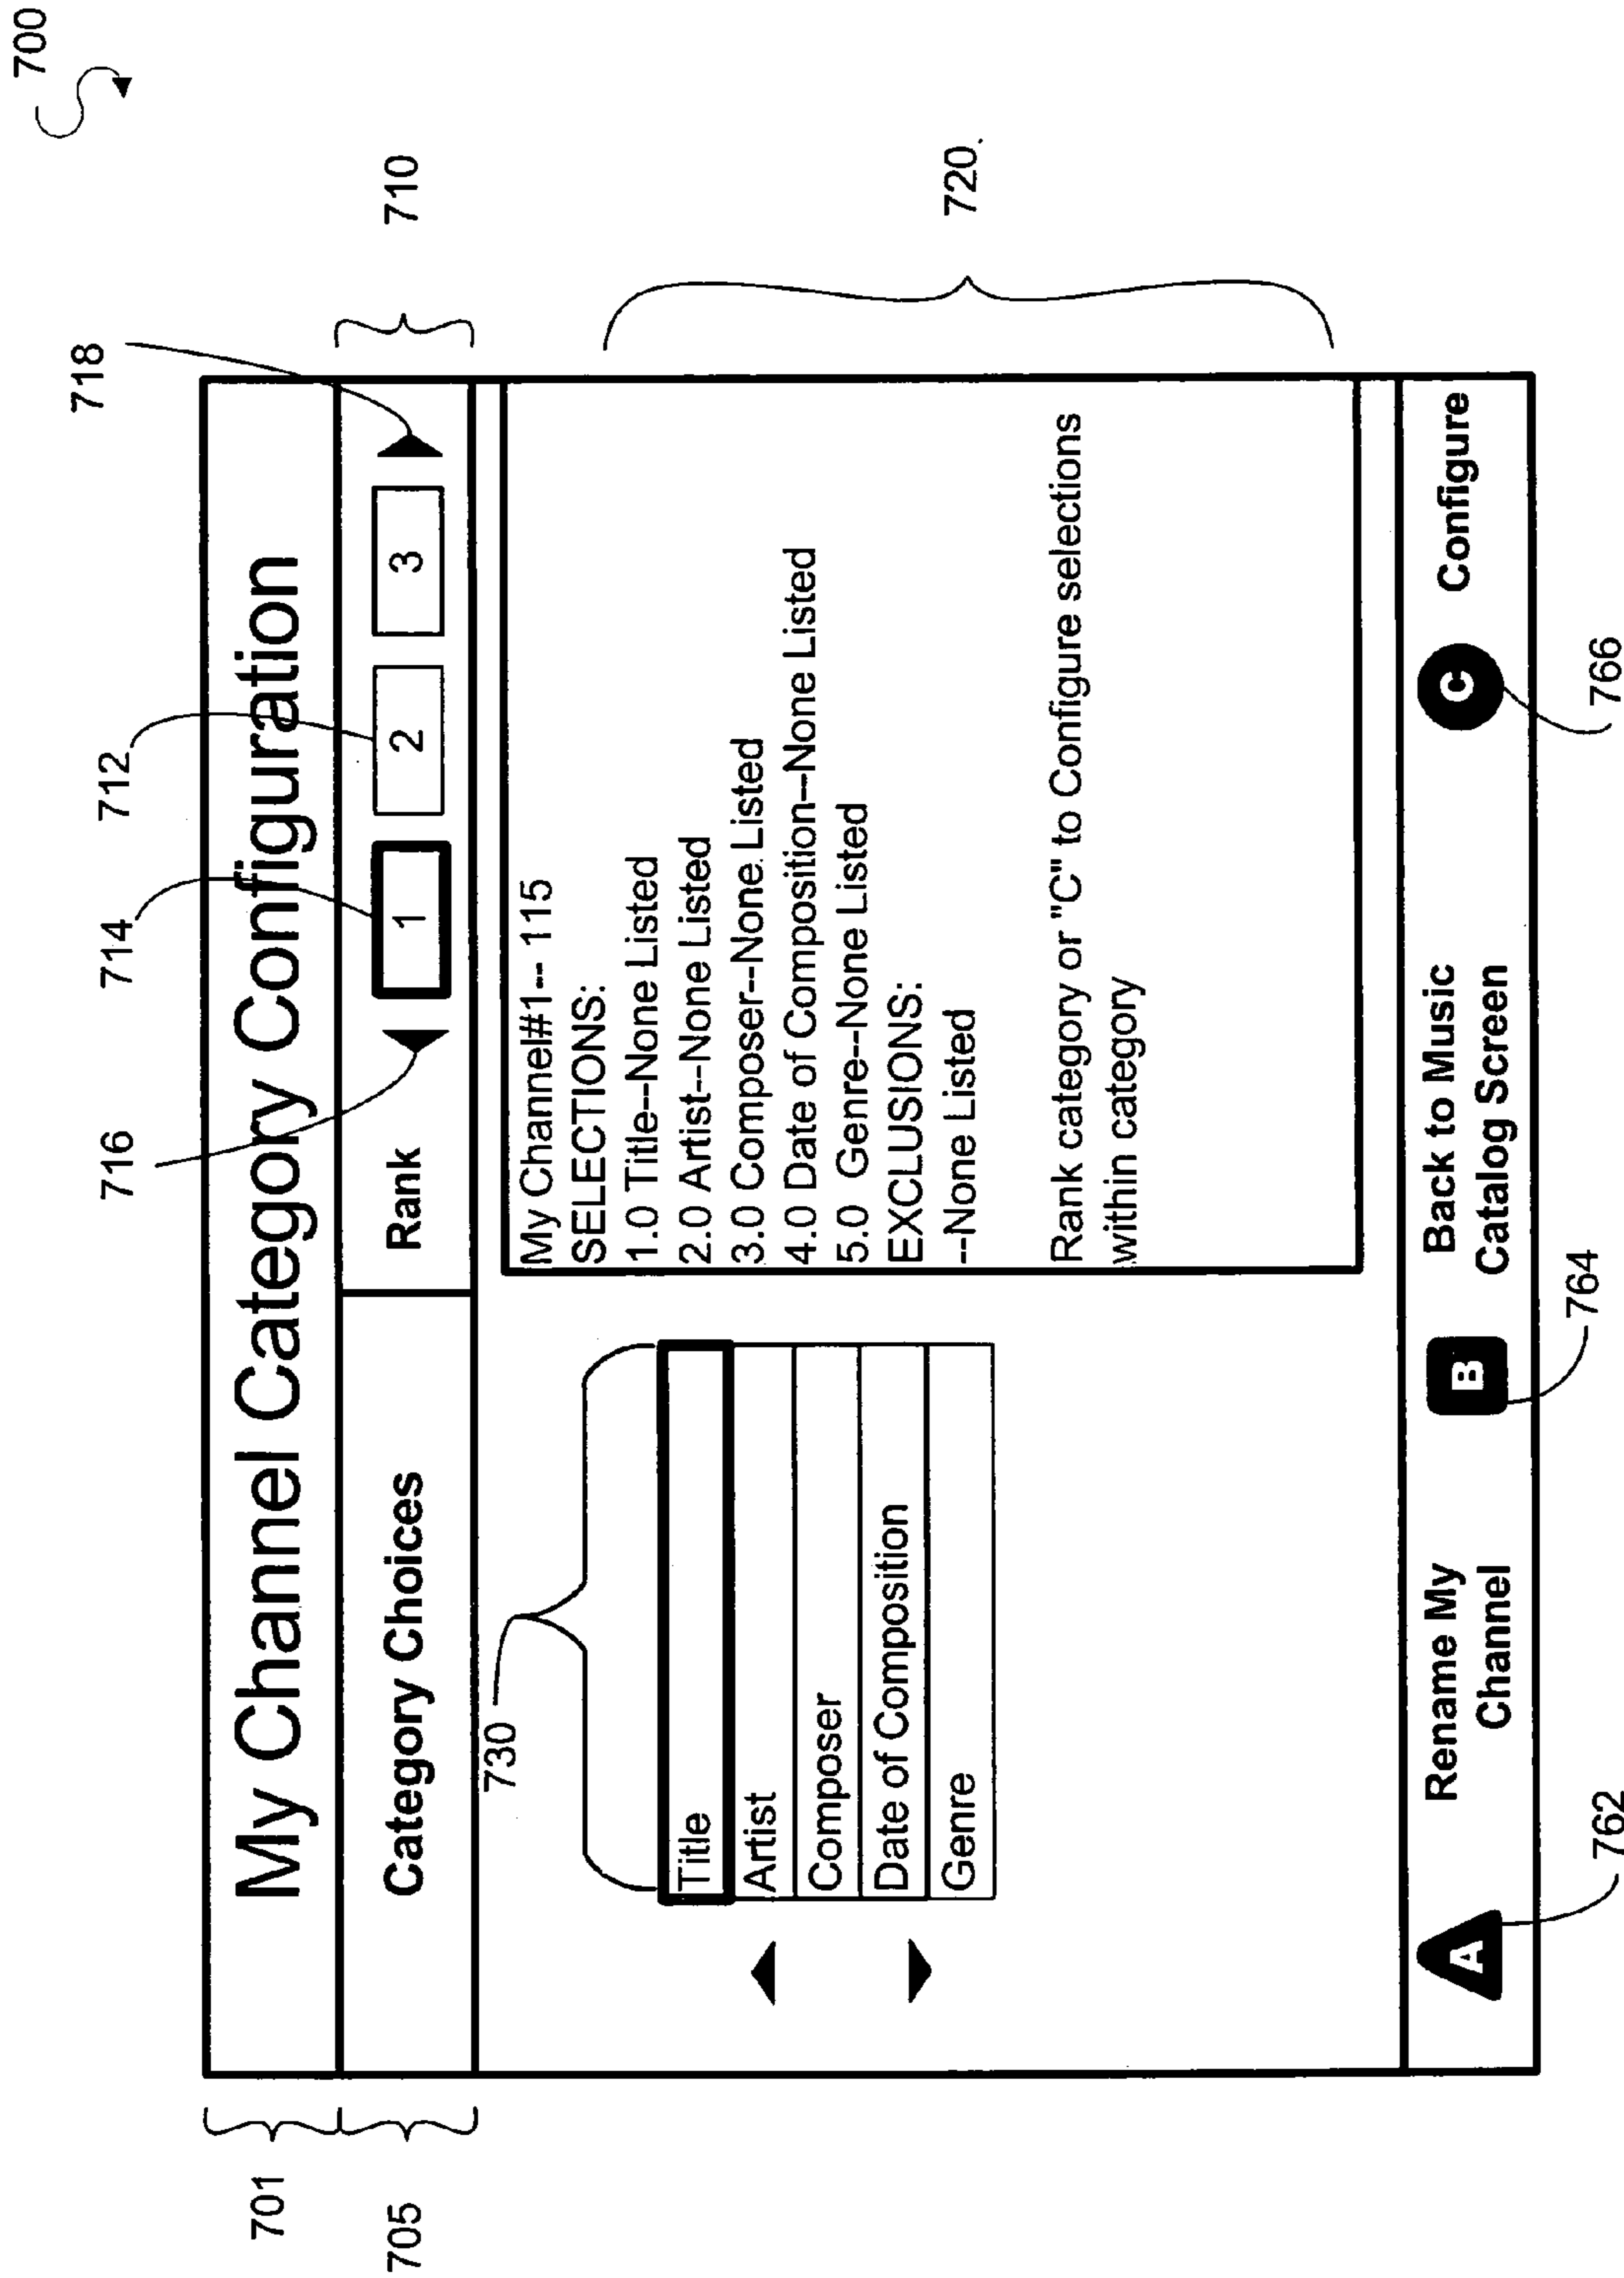 700
718
712
714
716
710
701
My Channel Category Configuration
705
Category Choices
Rank
1
2
3
730
Title
Artist
Composer
Date of Composition
Genre
720.
My Channel#1-- 115
SELECTIONS:
1.0 Title--None Listed
2.0 Artist--None Listed
3.0 Composer--None Listed
4.0 Date of Composition--None Listed
5.0 Genre--None Listed
EXCLUSIONS:
--None Listed
Rank category or "C" to Configure selections
within category
A
Rename My
Channel
B
Back to Music
Catalog Screen
C
Configure
762
764
766